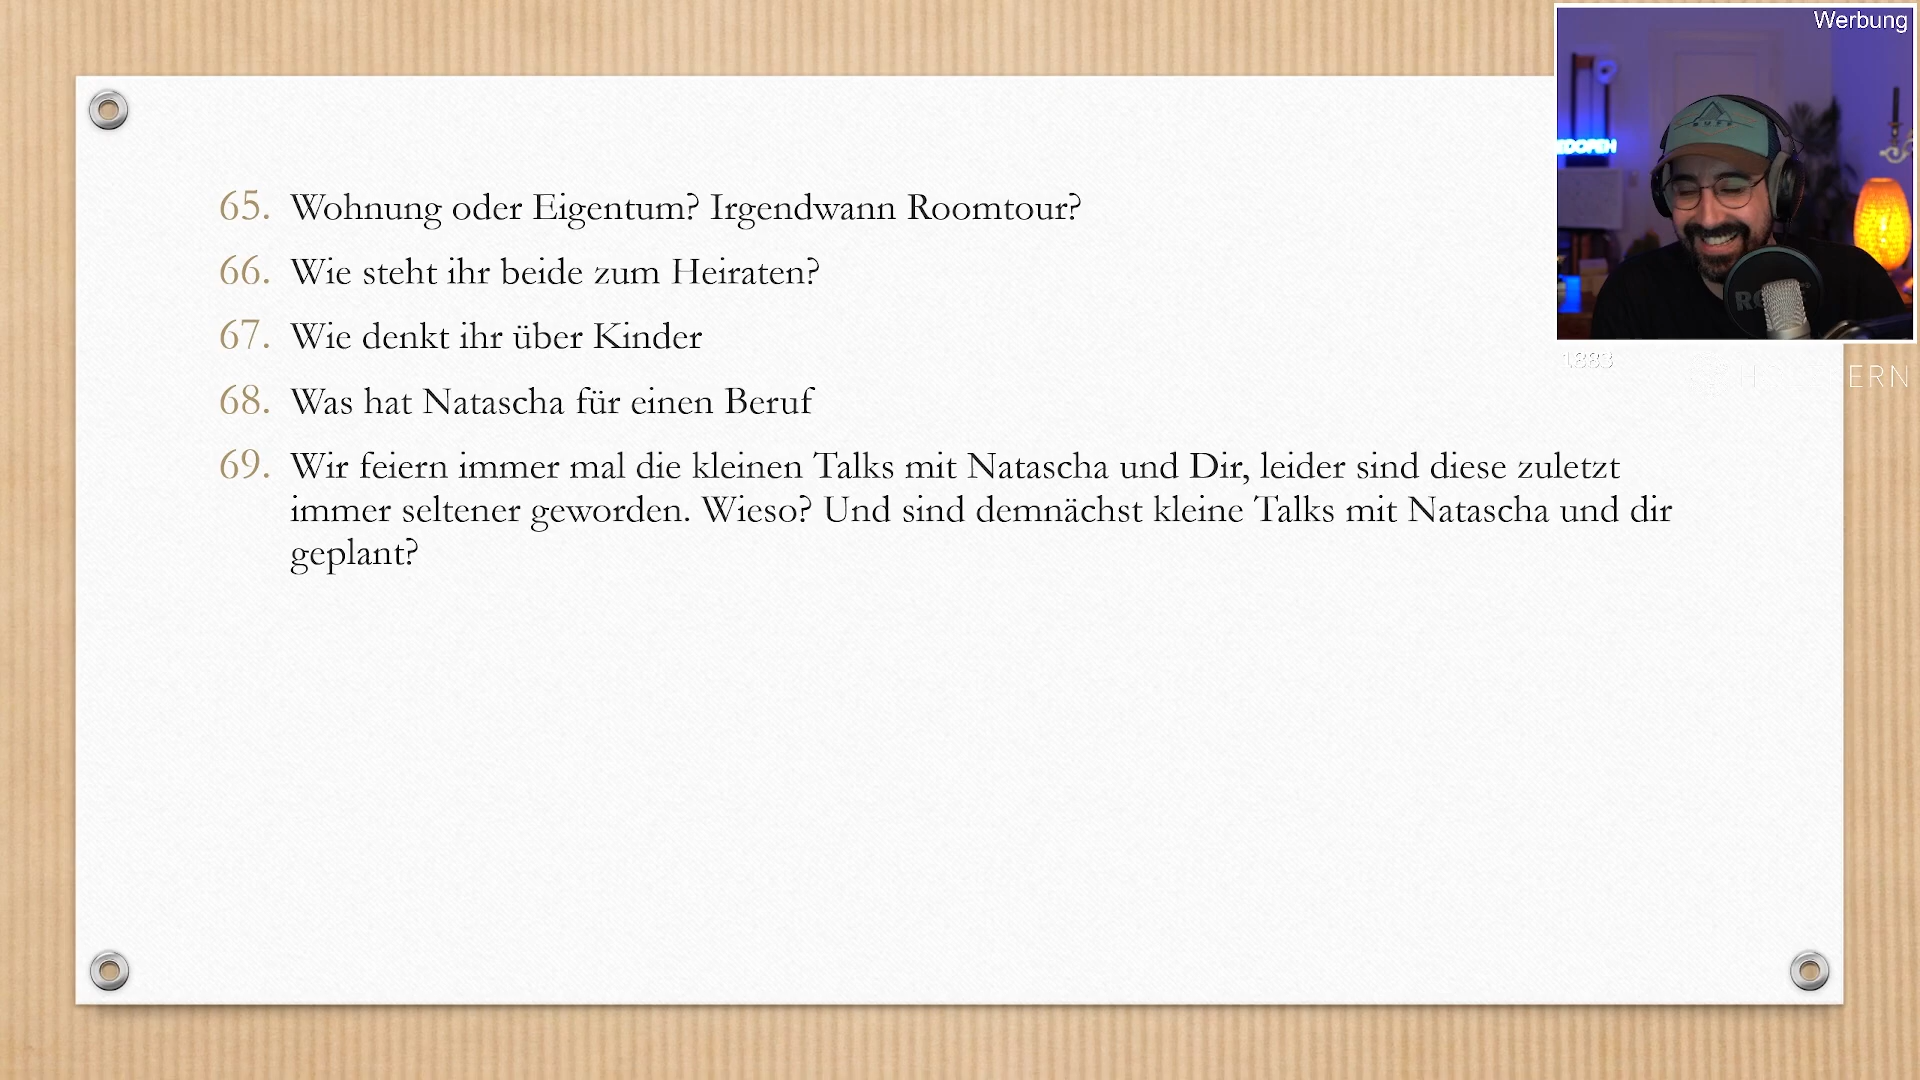 Werbung
65. Wohnung oder Eigentum? Irgendwann Roomtour?
66. Wie steht ihr beide zum Heiraten?
67. Wie denkt ihr über Kinder
1883
ERN
68. Was hat Natascha für einen Beruf
69. Wir feiern immer mal die kleinen Talks mit Natascha und Dir, leider sind diese zuletzt
immer seltener geworden. Wieso? Und sind demnächst kleine Talks mit Natascha und dir
geplant?